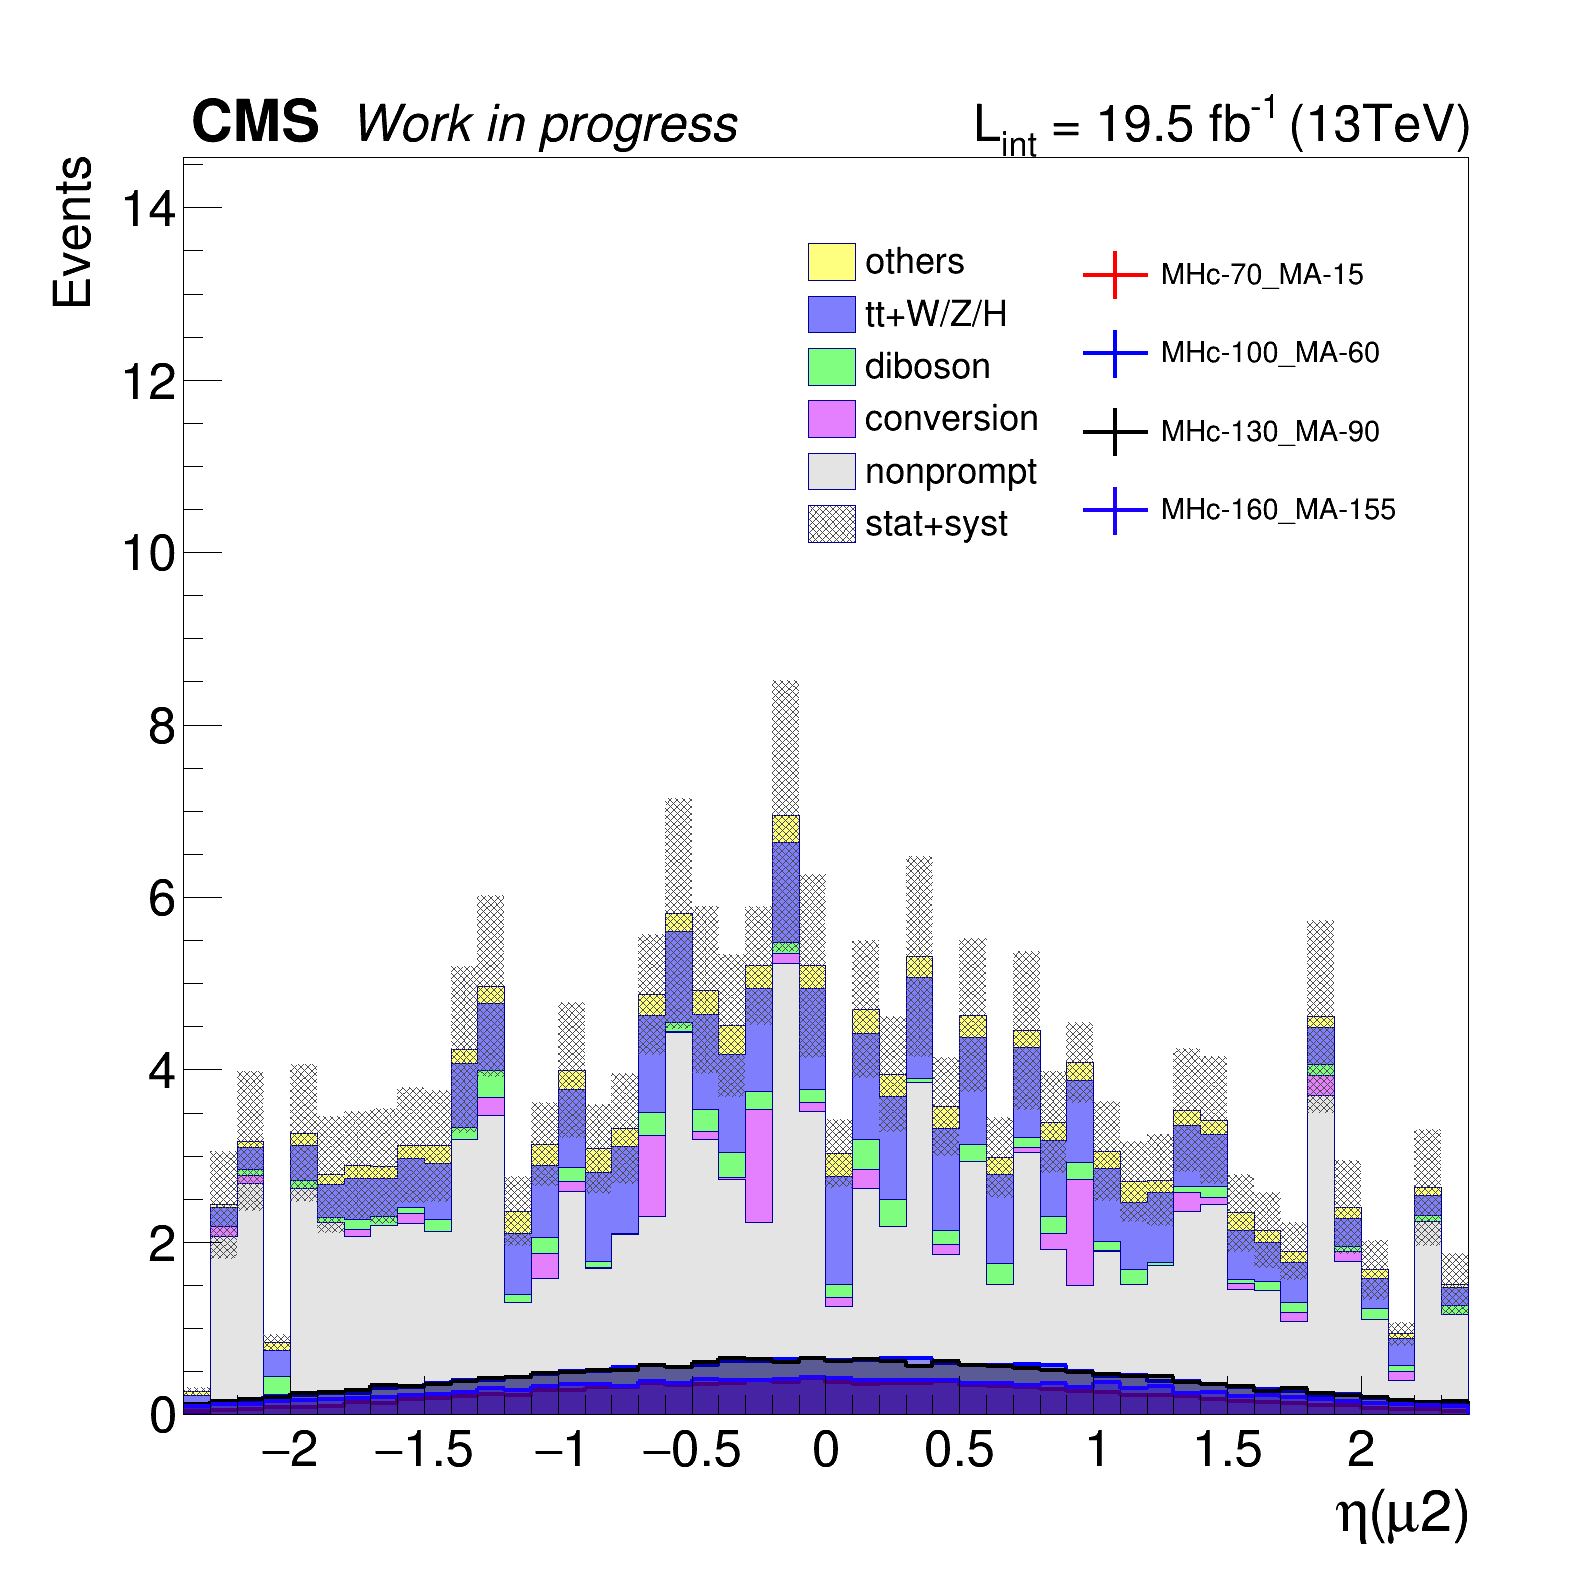 CMS Work in progress L_int = 19.5 fb^-1 (13TeV)
Events
14
12
10
8
6
4
2
0
others
tt+W/Z/H
diboson
conversion
nonprompt
stat+syst
MHc-70_MA-15
MHc-100_MA-60
MHc-130_MA-90
MHc-160_MA-155
−2 −1.5 −1 −0.5 0 0.5 1 1.5 2
η(μ2)